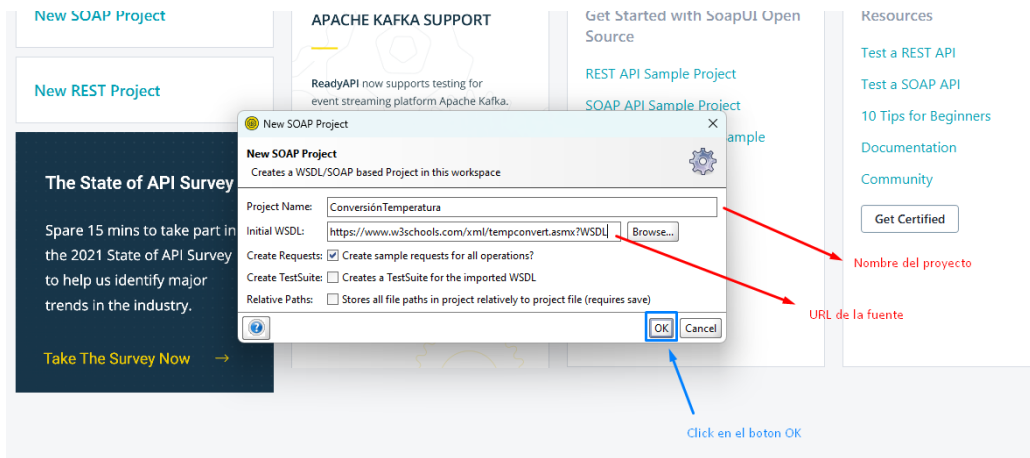 New SOAP Project
New REST Project
The State of API Survey
Spare 15 mins to take part in
the 2021 State of API Survey
to help us identify major
trends in the industry.
Take The Survey Now →
APACHE KAFKA SUPPORT
ReadyAPI now supports testing for
event streaming platform Apache Kafka.
Get Started with SoapUI Open
Source
REST API Sample Project
SOAP API Sample Project
ample
Resources
Test a REST API
Test a SOAP API
10 Tips for Beginners
Documentation
Community
Get Certified
New SOAP Project
New SOAP Project
Creates a WSDL/SOAP based Project in this workspace
Project Name: ConversiónTemperatura
Initial WSDL: https://www.w3schools.com/xml/tempconvert.asmx?WSDL Browse...
Create Requests: Create sample requests for all operations?
Create TestSuite: Creates a TestSuite for the imported WSDL
Relative Paths: Stores all file paths in project relatively to project file (requires save)
OK Cancel
Nombre del proyecto
URL de la fuente
Click en el boton OK